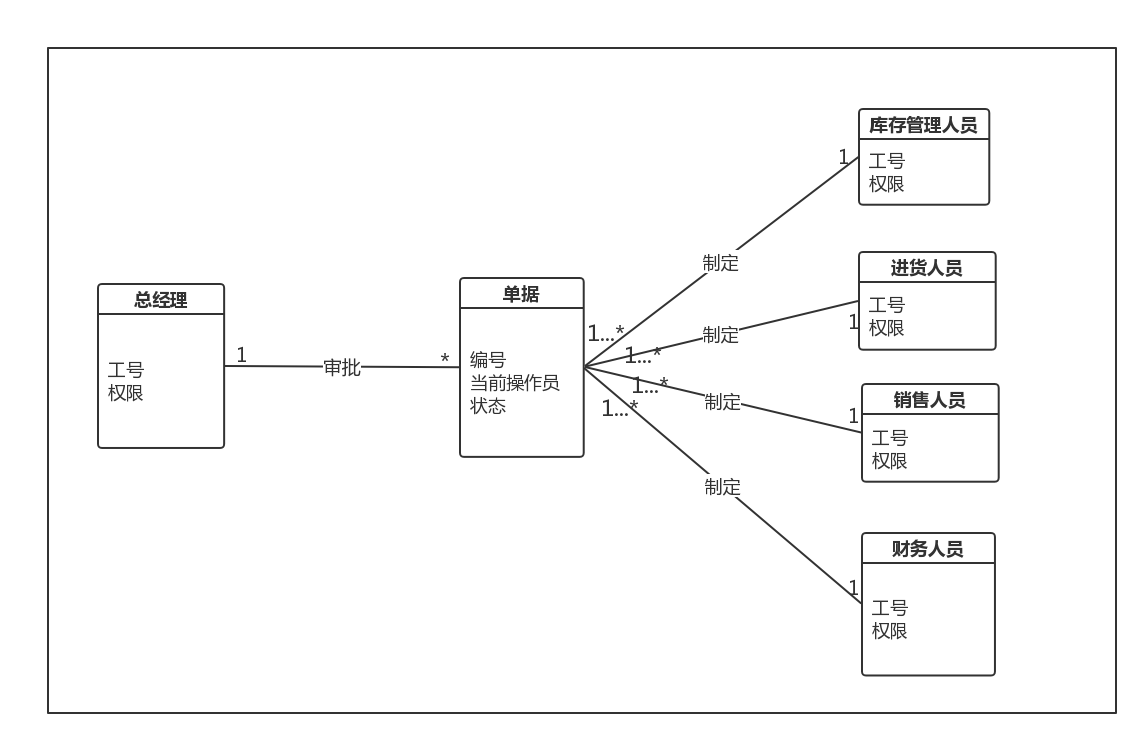 总经理
工号
权限
1
审批
*
单据
编号
当前操作员
状态
1...*
制定
1
库存管理人员
工号
权限
1...*
制定
1
进货人员
工号
权限
1...*
制定
1
销售人员
工号
权限
1...*
制定
1
财务人员
工号
权限